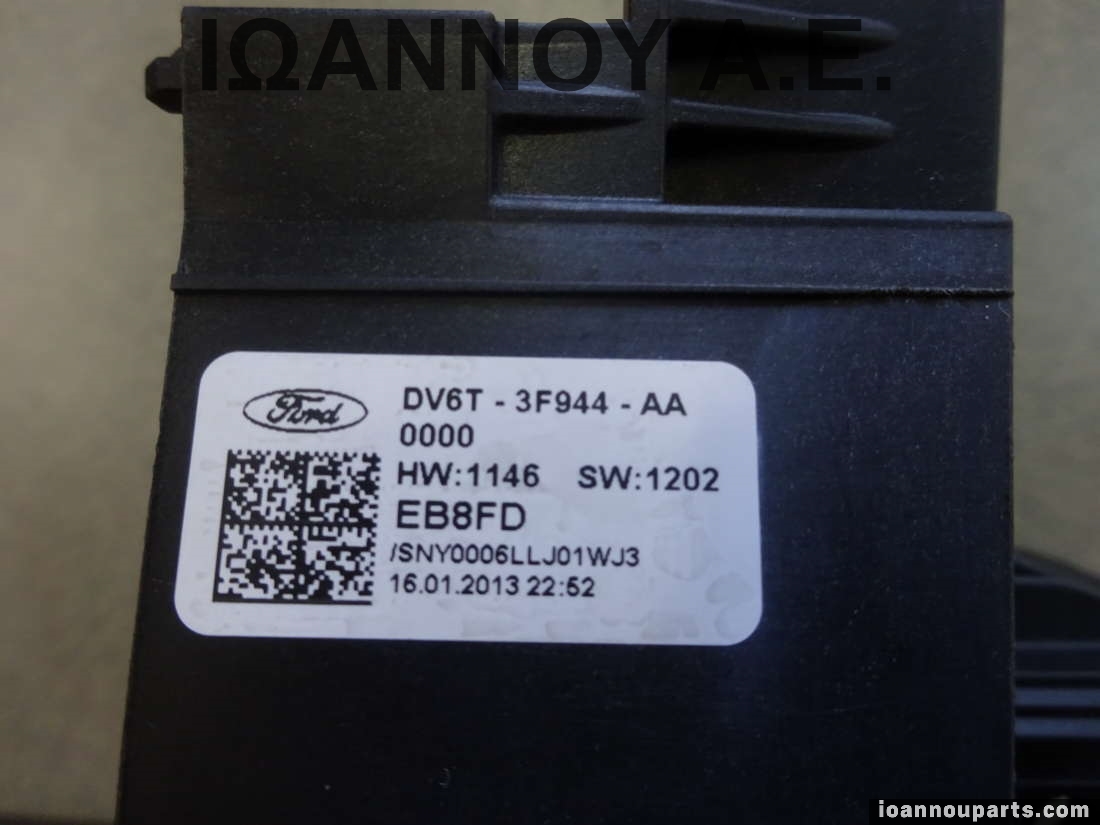 ΙΩΑΝΝΟΥ Α.Ε.
Ford
DV6T - 3F944 - AA
0000
HW:1146 SW:1202
EB8FD
/SNY0006LLJ01WJ3
16.01.2013 22:52
ioannouparts.com